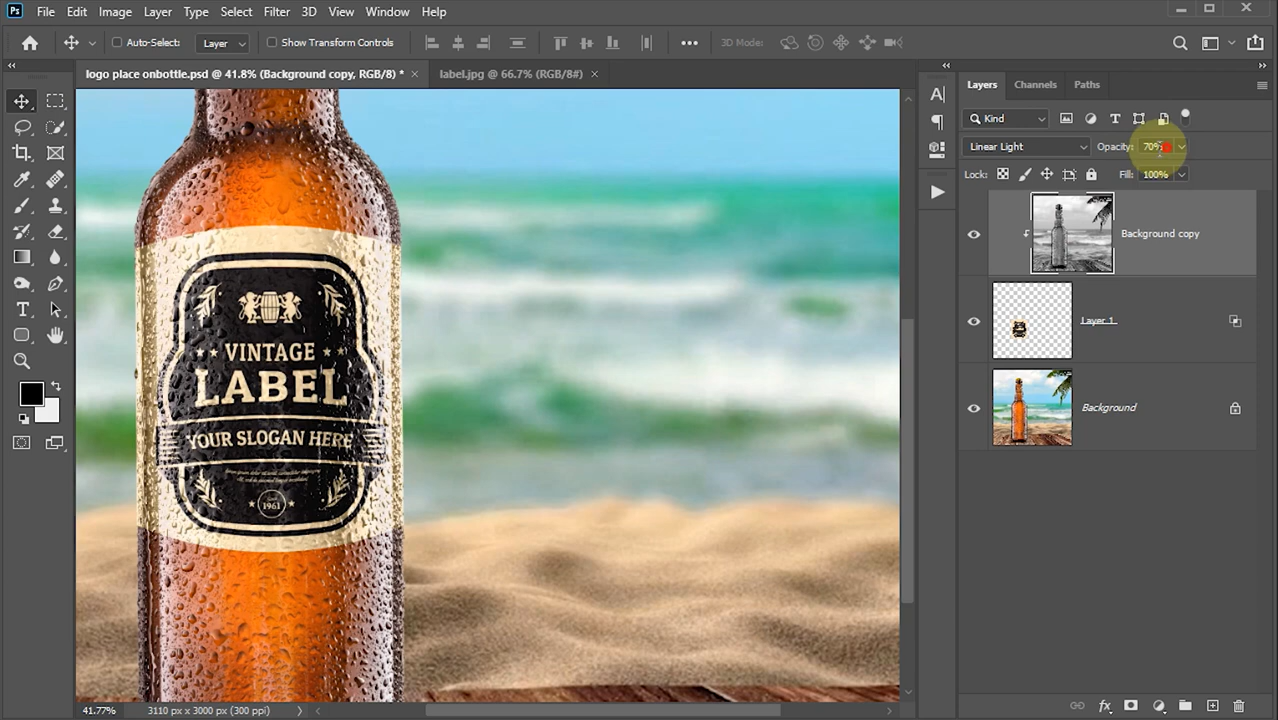 Ps File Edit Image Layer Type Select Filter 3D View Window Help
Auto-Select: Layer Show Transform Controls 3D Mode:
logo place onbottle.psd @ 41.8% (Background copy, RGB/8) * label.jpg @ 66.7% (RGB/8#)
Layers Channels Paths
Kind
Linear Light Opacity: 70%
Lock: Fill: 100%
Background copy
Layer 1
Background
VINTAGE
LABEL
YOUR SLOGAN HERE
1961
41.77% 3110 px x 3000 px (300 ppi)